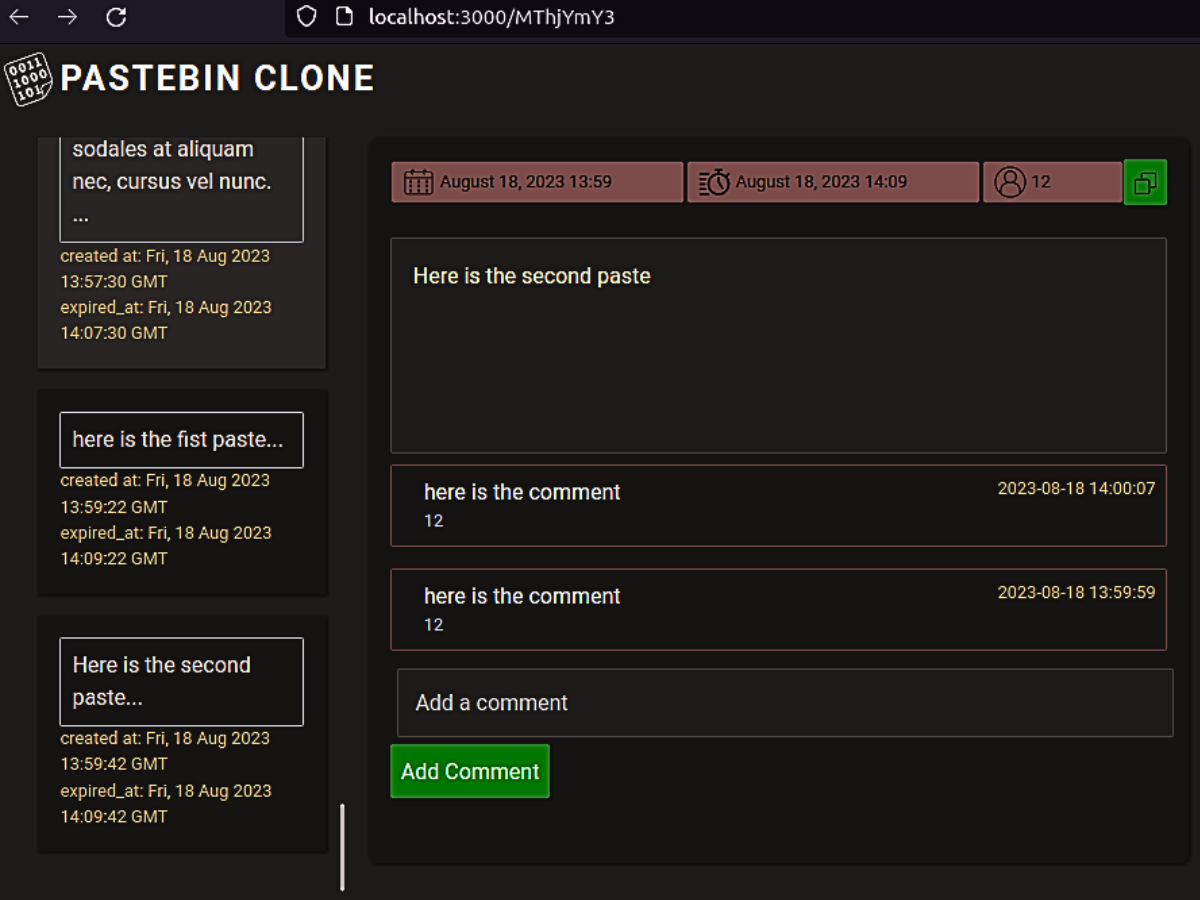 localhost:3000/MThjYmY3
0011
1000
101
PASTEBIN CLONE
sodales at aliquam
nec, cursus vel nunc.
...
created at: Fri, 18 Aug 2023
13:57:30 GMT
expired_at: Fri, 18 Aug 2023
14:07:30 GMT
here is the fist paste...
created at: Fri, 18 Aug 2023
13:59:22 GMT
expired_at: Fri, 18 Aug 2023
14:09:22 GMT
Here is the second
paste...
created at: Fri, 18 Aug 2023
13:59:42 GMT
expired_at: Fri, 18 Aug 2023
14:09:42 GMT
August 18, 2023 13:59
August 18, 2023 14:09
12
Here is the second paste
here is the comment
2023-08-18 14:00:07
12
here is the comment
2023-08-18 13:59:59
12
Add a comment
Add Comment